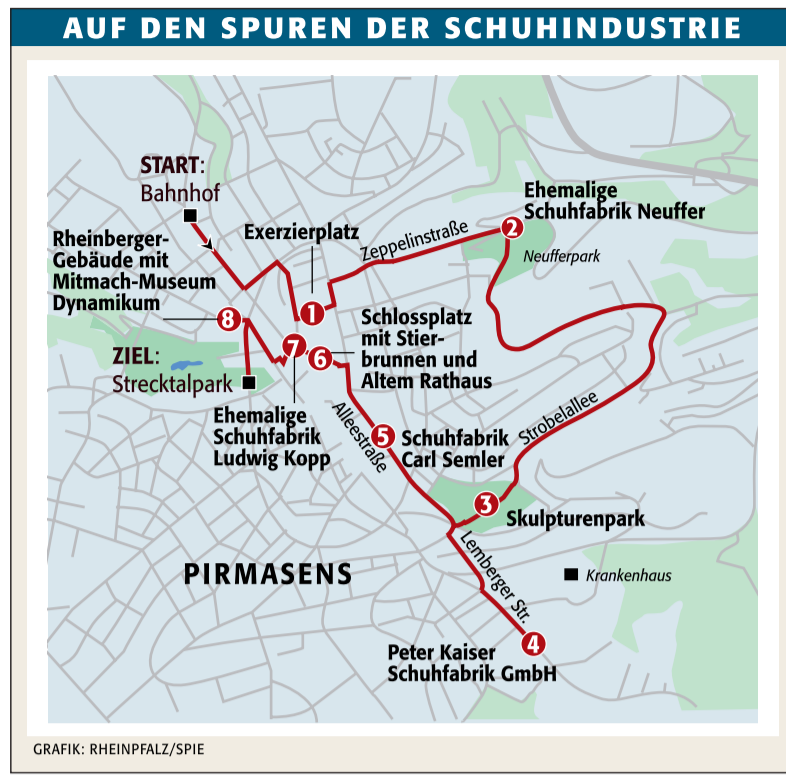 AUF DEN SPUREN DER SCHUHINDUSTRIE
START:
Bahnhof
Ehemalige
Schuhfabrik Neuffer
2
Neufferpark
Exerzierplatz
Zeppelinstraße
Rheinberger-
Gebäude mit
Mitmach-Museum
Dynamikum
8
1
Schlossplatz
mit Stier-
brunnen und
Altem Rathaus
7
6
ZIEL:
Strecktalpark
Ehemalige
Schuhfabrik
Ludwig Kopp
Alleestraße
5
Schuhfabrik
Carl Semler
Strobelallee
3
Skulpturenpark
Lemberger Str.
PIRMASENS
Krankenhaus
4
Peter Kaiser
Schuhfabrik GmbH
GRAFIK: RHEINPFALZ/SPIE